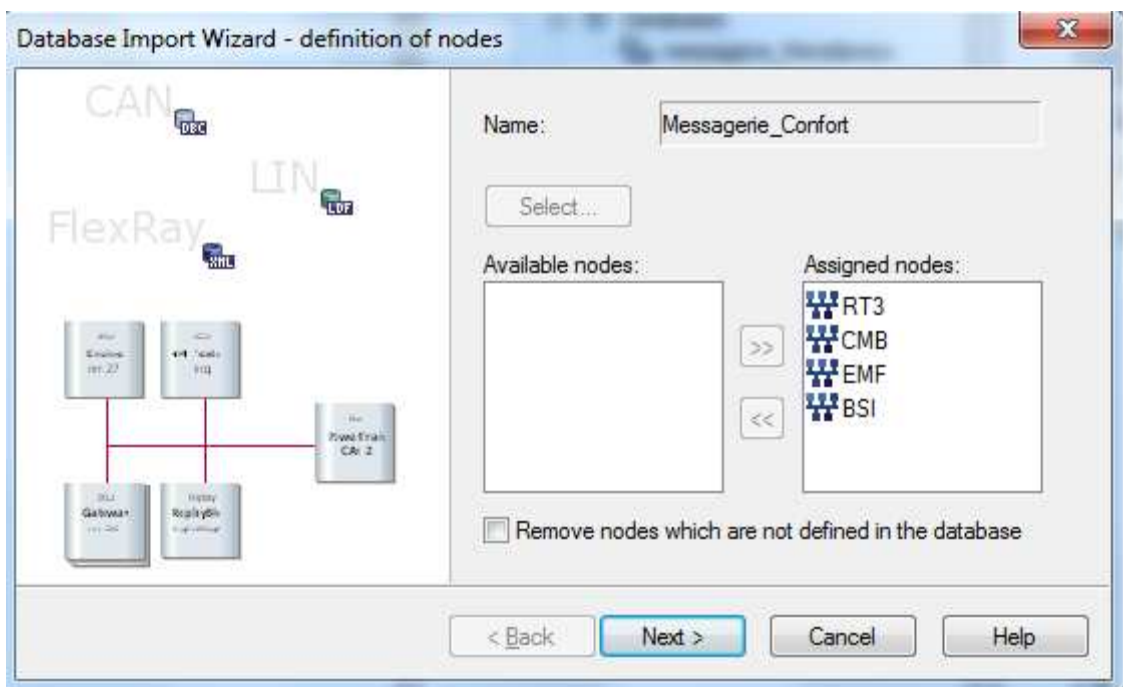 Database Import Wizard - definition of nodes
CAN
DBC
LIN
LDF
FlexRay
XML
Name:
Messagerie_Confort
Select...
Available nodes:
Assigned nodes:
RT3
CMB
EMF
BSI
>>
<<
Remove nodes which are not defined in the database
< Back
Next >
Cancel
Help